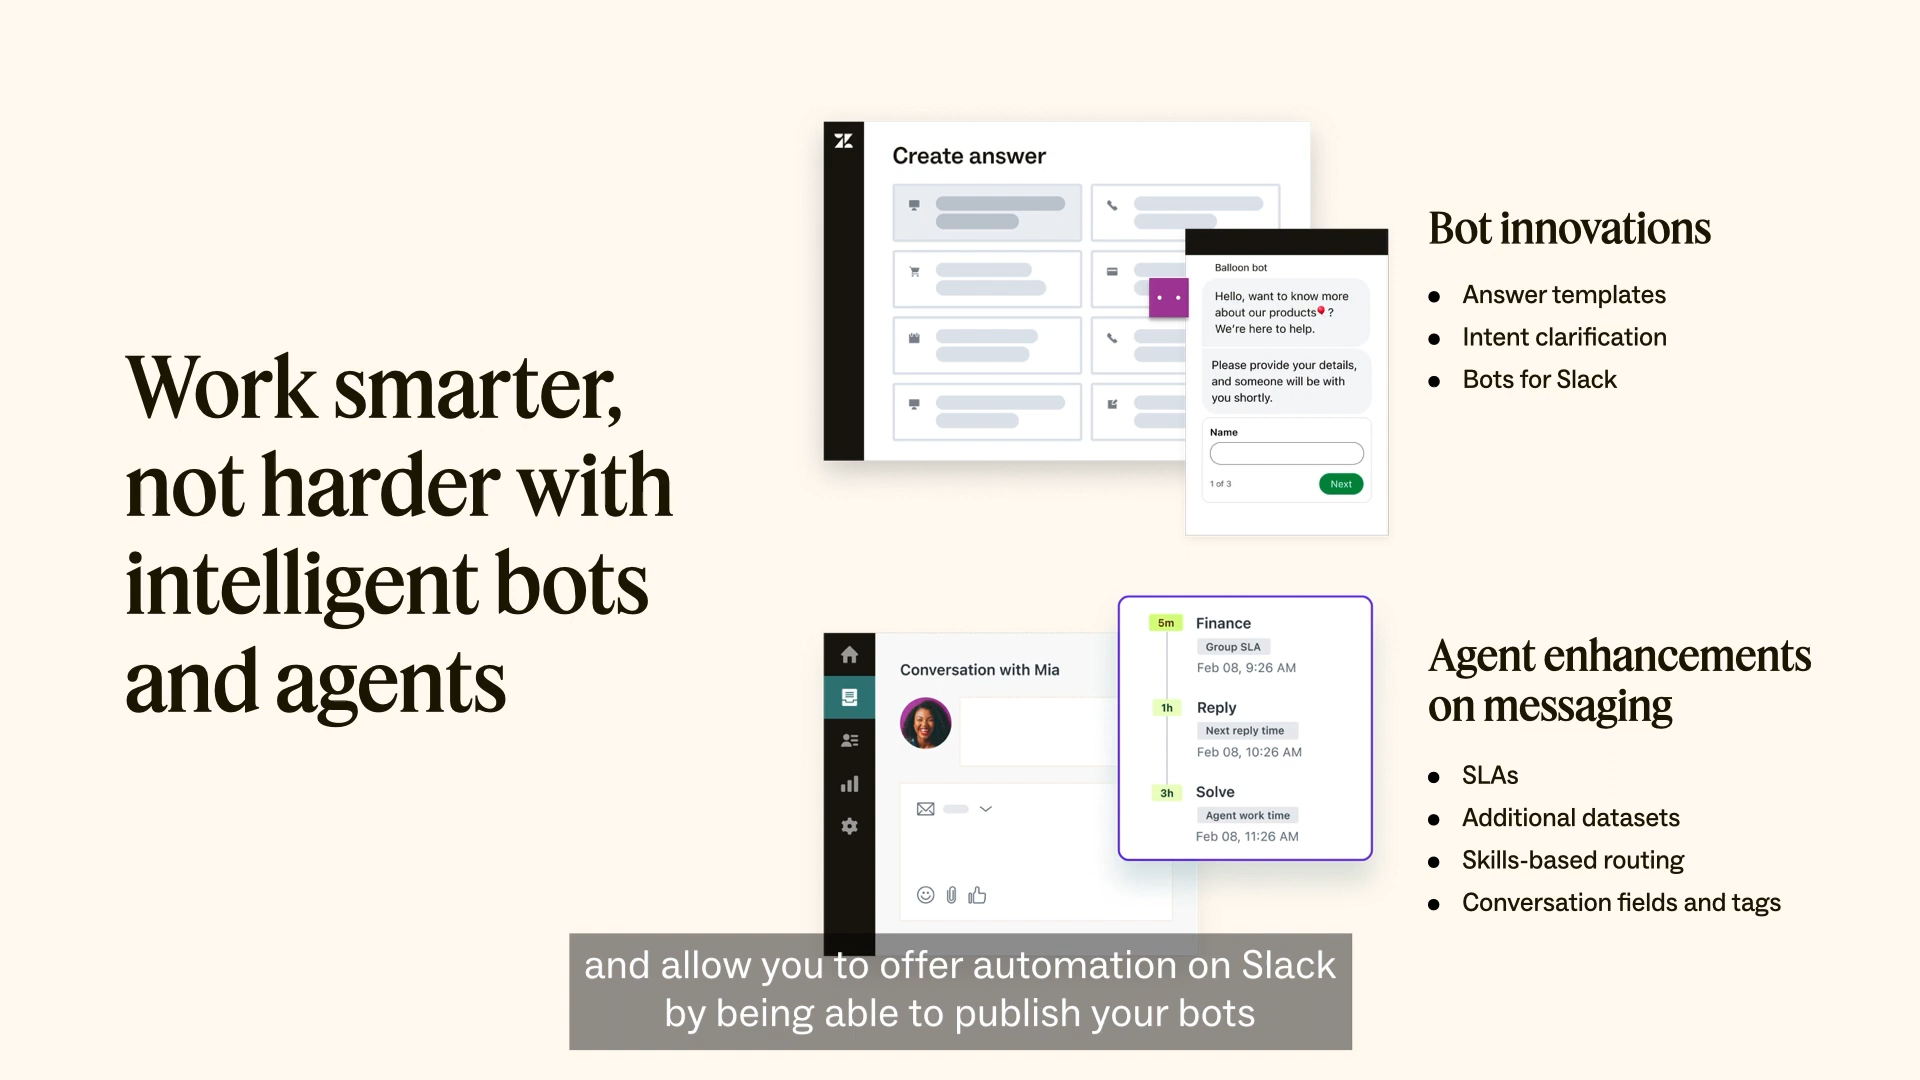 Work smarter,
not harder with
intelligent bots
and agents
Create answer
Balloon bot
Hello, want to know more
about our products🎈?
We're here to help.
Please provide your details,
and someone will be with
you shortly.
Name
1 of 3
Next
Bot innovations
● Answer templates
● Intent clarification
● Bots for Slack
Conversation with Mia
5m Finance
Group SLA
Feb 08, 9:26 AM
1h Reply
Next reply time
Feb 08, 10:26 AM
3h Solve
Agent work time
Feb 08, 11:26 AM
Agent enhancements
on messaging
● SLAs
● Additional datasets
● Skills-based routing
● Conversation fields and tags
and allow you to offer automation on Slack
by being able to publish your bots